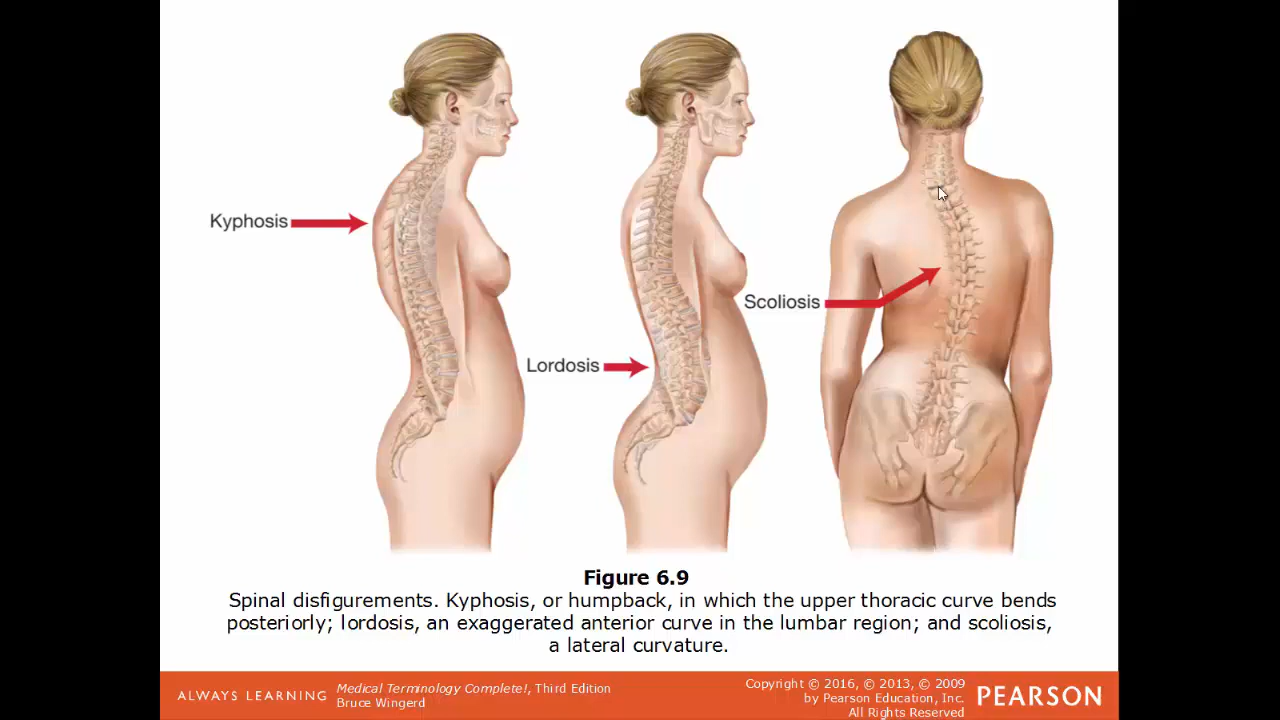 Kyphosis
Lordosis
Scoliosis
Figure 6.9
Spinal disfigurements. Kyphosis, or humpback, in which the upper thoracic curve bends
posteriorly; lordosis, an exaggerated anterior curve in the lumbar region; and scoliosis,
a lateral curvature.
ALWAYS LEARNING
Medical Terminology Complete!, Third Edition
Bruce Wingerd
Copyright © 2016, © 2013, © 2009
by Pearson Education, Inc.
All Rights Reserved
PEARSON